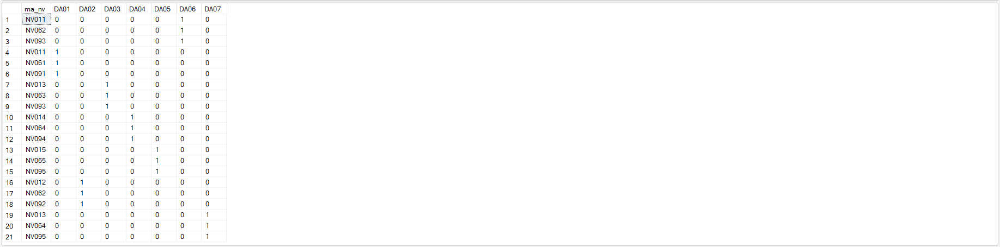 ma_nv DA01 DA02 DA03 DA04 DA05 DA06 DA07
1 NV011 0 0 0 0 0 1 0
2 NV062 0 0 0 0 0 1 0
3 NV093 0 0 0 0 0 1 0
4 NV011 1 0 0 0 0 0 0
5 NV061 1 0 0 0 0 0 0
6 NV091 1 0 0 0 0 0 0
7 NV013 0 0 1 0 0 0 0
8 NV063 0 0 1 0 0 0 0
9 NV093 0 0 1 0 0 0 0
10 NV014 0 0 0 1 0 0 0
11 NV064 0 0 0 1 0 0 0
12 NV094 0 0 0 1 0 0 0
13 NV015 0 0 0 0 1 0 0
14 NV065 0 0 0 0 1 0 0
15 NV095 0 0 0 0 1 0 0
16 NV012 0 1 0 0 0 0 0
17 NV062 0 1 0 0 0 0 0
18 NV092 0 1 0 0 0 0 0
19 NV013 0 0 0 0 0 0 1
20 NV064 0 0 0 0 0 0 1
21 NV095 0 0 0 0 0 0 1